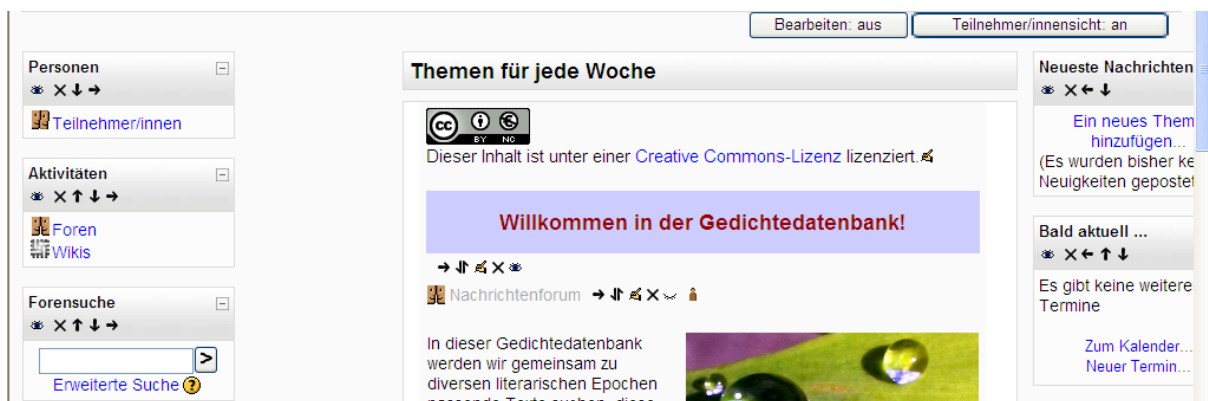 Bearbeiten: aus
Teilnehmer/innensicht: an
Personen
Teilnehmer/innen
Aktivitäten
Foren
Wikis
Forensuche
>
Erweiterte Suche ?
Themen für jede Woche
cc BY NC
Dieser Inhalt ist unter einer Creative Commons-Lizenz lizenziert.
Willkommen in der Gedichtedatenbank!
Nachrichtenforum
In dieser Gedichtedatenbank
werden wir gemeinsam zu
diversen literarischen Epochen
Neueste Nachrichten
Ein neues Them
hinzufügen...
(Es wurden bisher ke
Neuigkeiten gepostet
Bald aktuell ...
Es gibt keine weitere
Termine
Zum Kalender...
Neuer Termin...